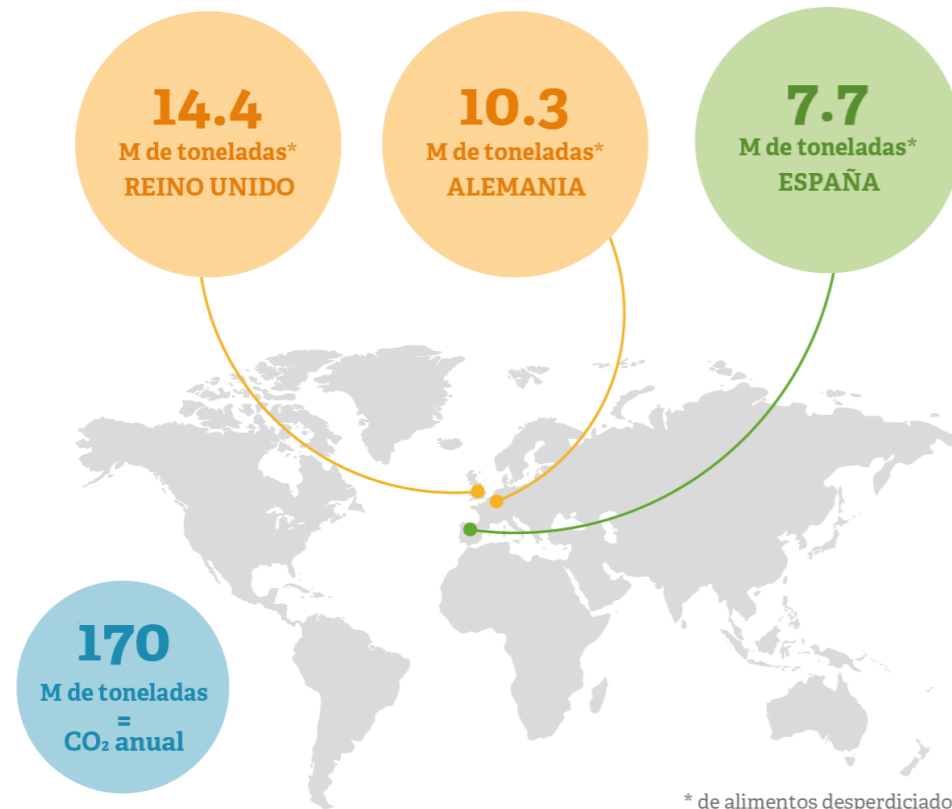 14.4
M de toneladas*
REINO UNIDO
10.3
M de toneladas*
ALEMANIA
7.7
M de toneladas*
ESPAÑA
170
M de toneladas
=
CO₂ anual
* de alimentos desperdiciado